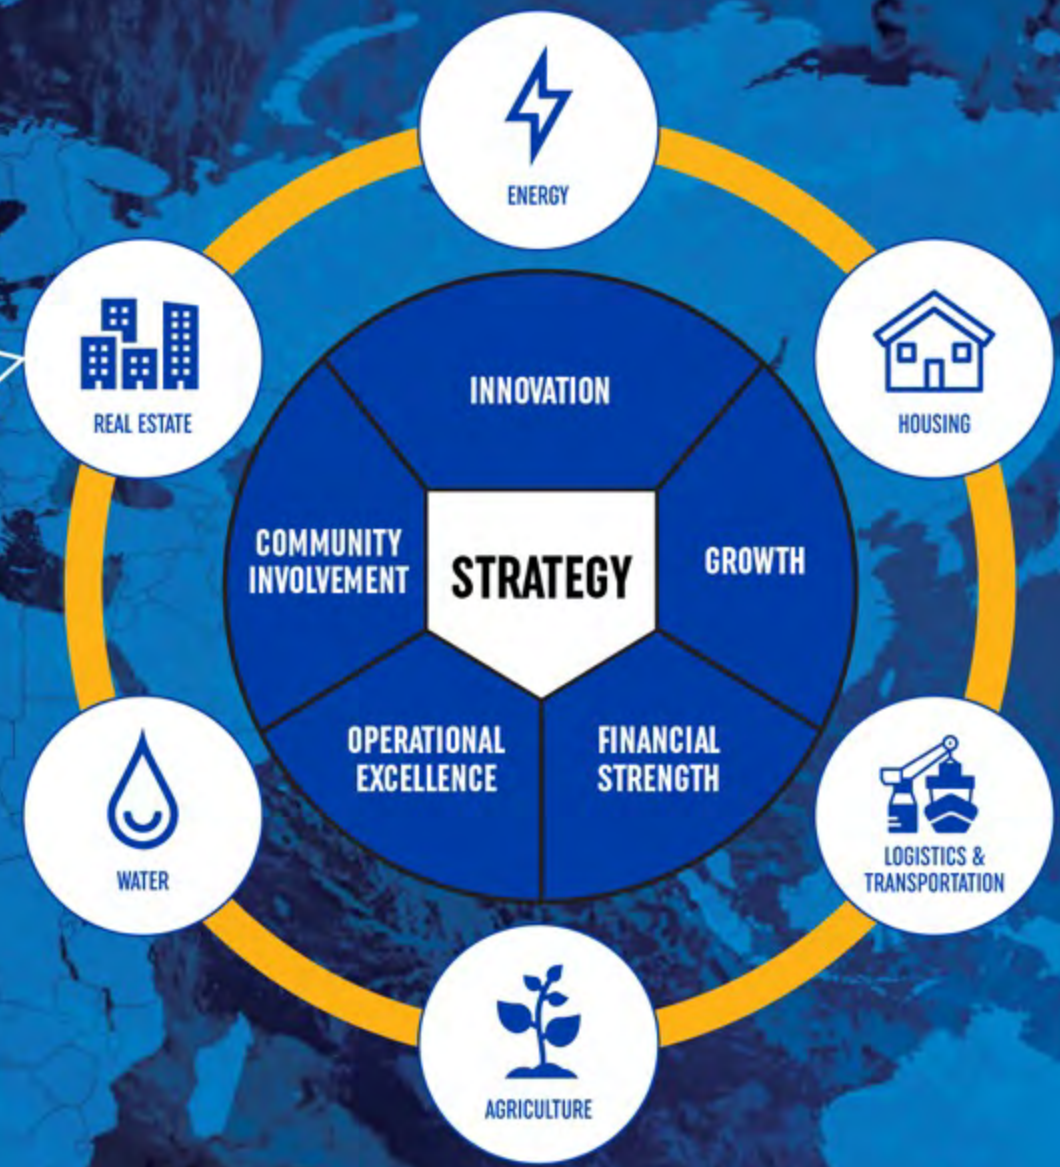 ENERGY
REAL ESTATE
HOUSING
INNOVATION
COMMUNITY
INVOLVEMENT
STRATEGY
GROWTH
OPERATIONAL
EXCELLENCE
FINANCIAL
STRENGTH
WATER
LOGISTICS &
TRANSPORTATION
AGRICULTURE